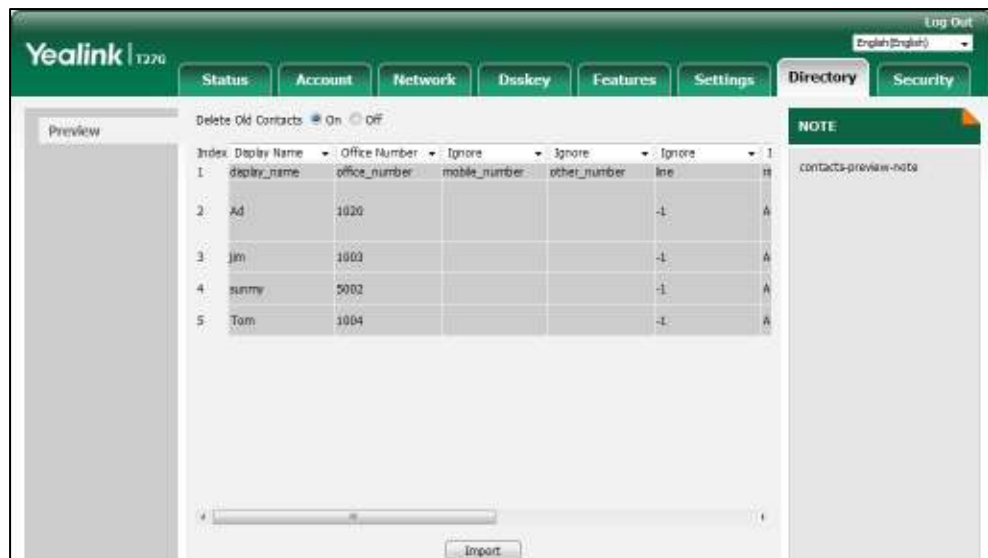 Log Out
Yealink T27G
English(English)
Status Account Network Dsskey Features Settings Directory Security
Preview
Delete Old Contacts On Off
NOTE
contacts-preview-note
Index Display Name Office Number Ignore Ignore Ignore
1 display_name office_number mobile_number other_number line
2 Ad 1020 -1 A
3 jim 1003 -1 A
4 sunmy 5002 -1 A
5 Tom 1004 -1 A
Import